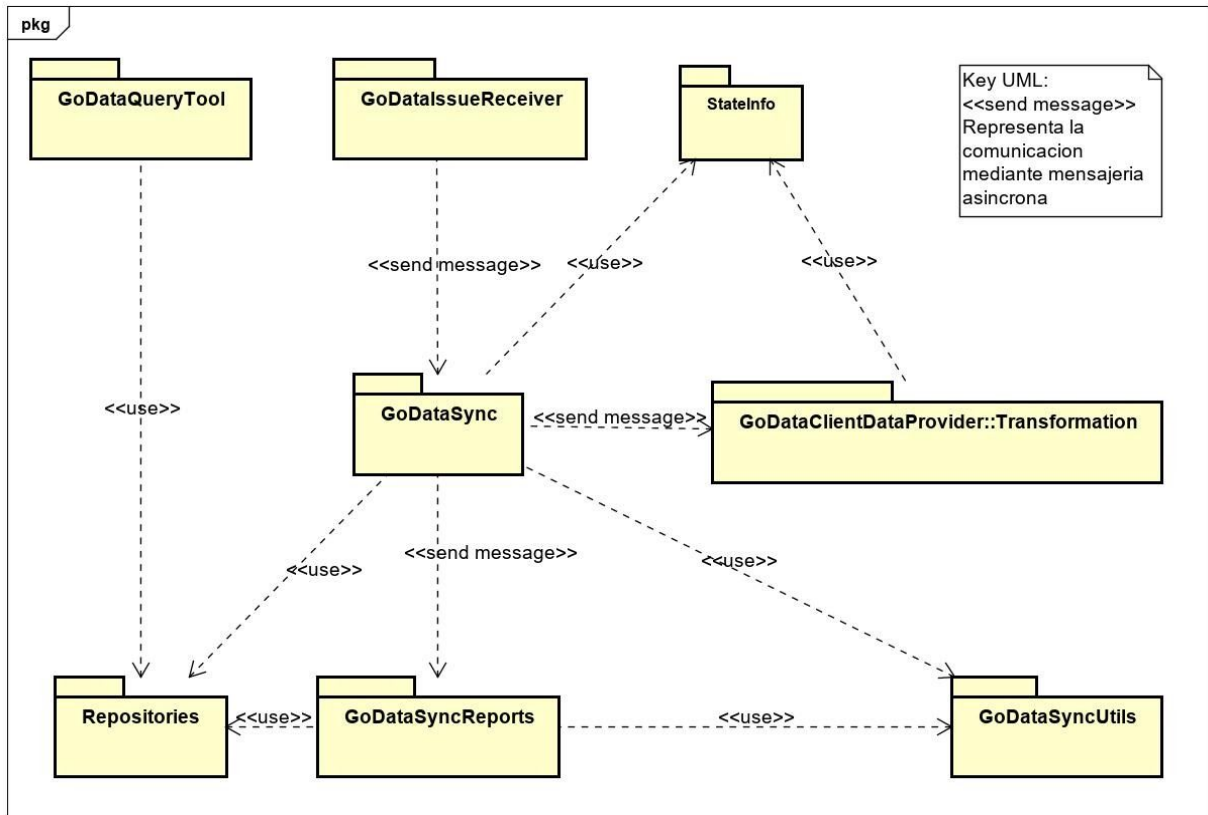 pkg
GoDataQueryTool
GoDataIssueReceiver
StateInfo
Key UML:
<<send message>>
Representa la
comunicacion
mediante mensajeria
asincrona
<<send message>>
<<use>>
<<use>>
<<use>>
GoDataSync
<<send message>>
GoDataClientDataProvider::Transformation
<<use>>
<<send message>>
<<use>>
Repositories
<<use>>
GoDataSyncReports
<<use>>
GoDataSyncUtils